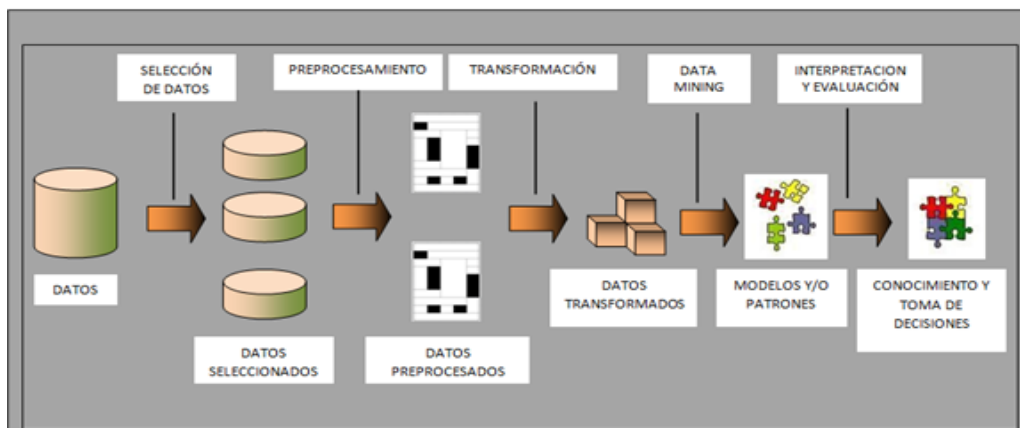 SELECCIÓN
DE DATOS
PREPROCESAMIENTO
TRANSFORMACIÓN
DATA
MINING
INTERPRETACION
Y EVALUACIÓN
DATOS
DATOS
SELECCIONADOS
DATOS
PREPROCESADOS
DATOS
TRANSFORMADOS
MODELOS Y/O
PATRONES
CONOCIMIENTO Y
TOMA DE
DECISIONES